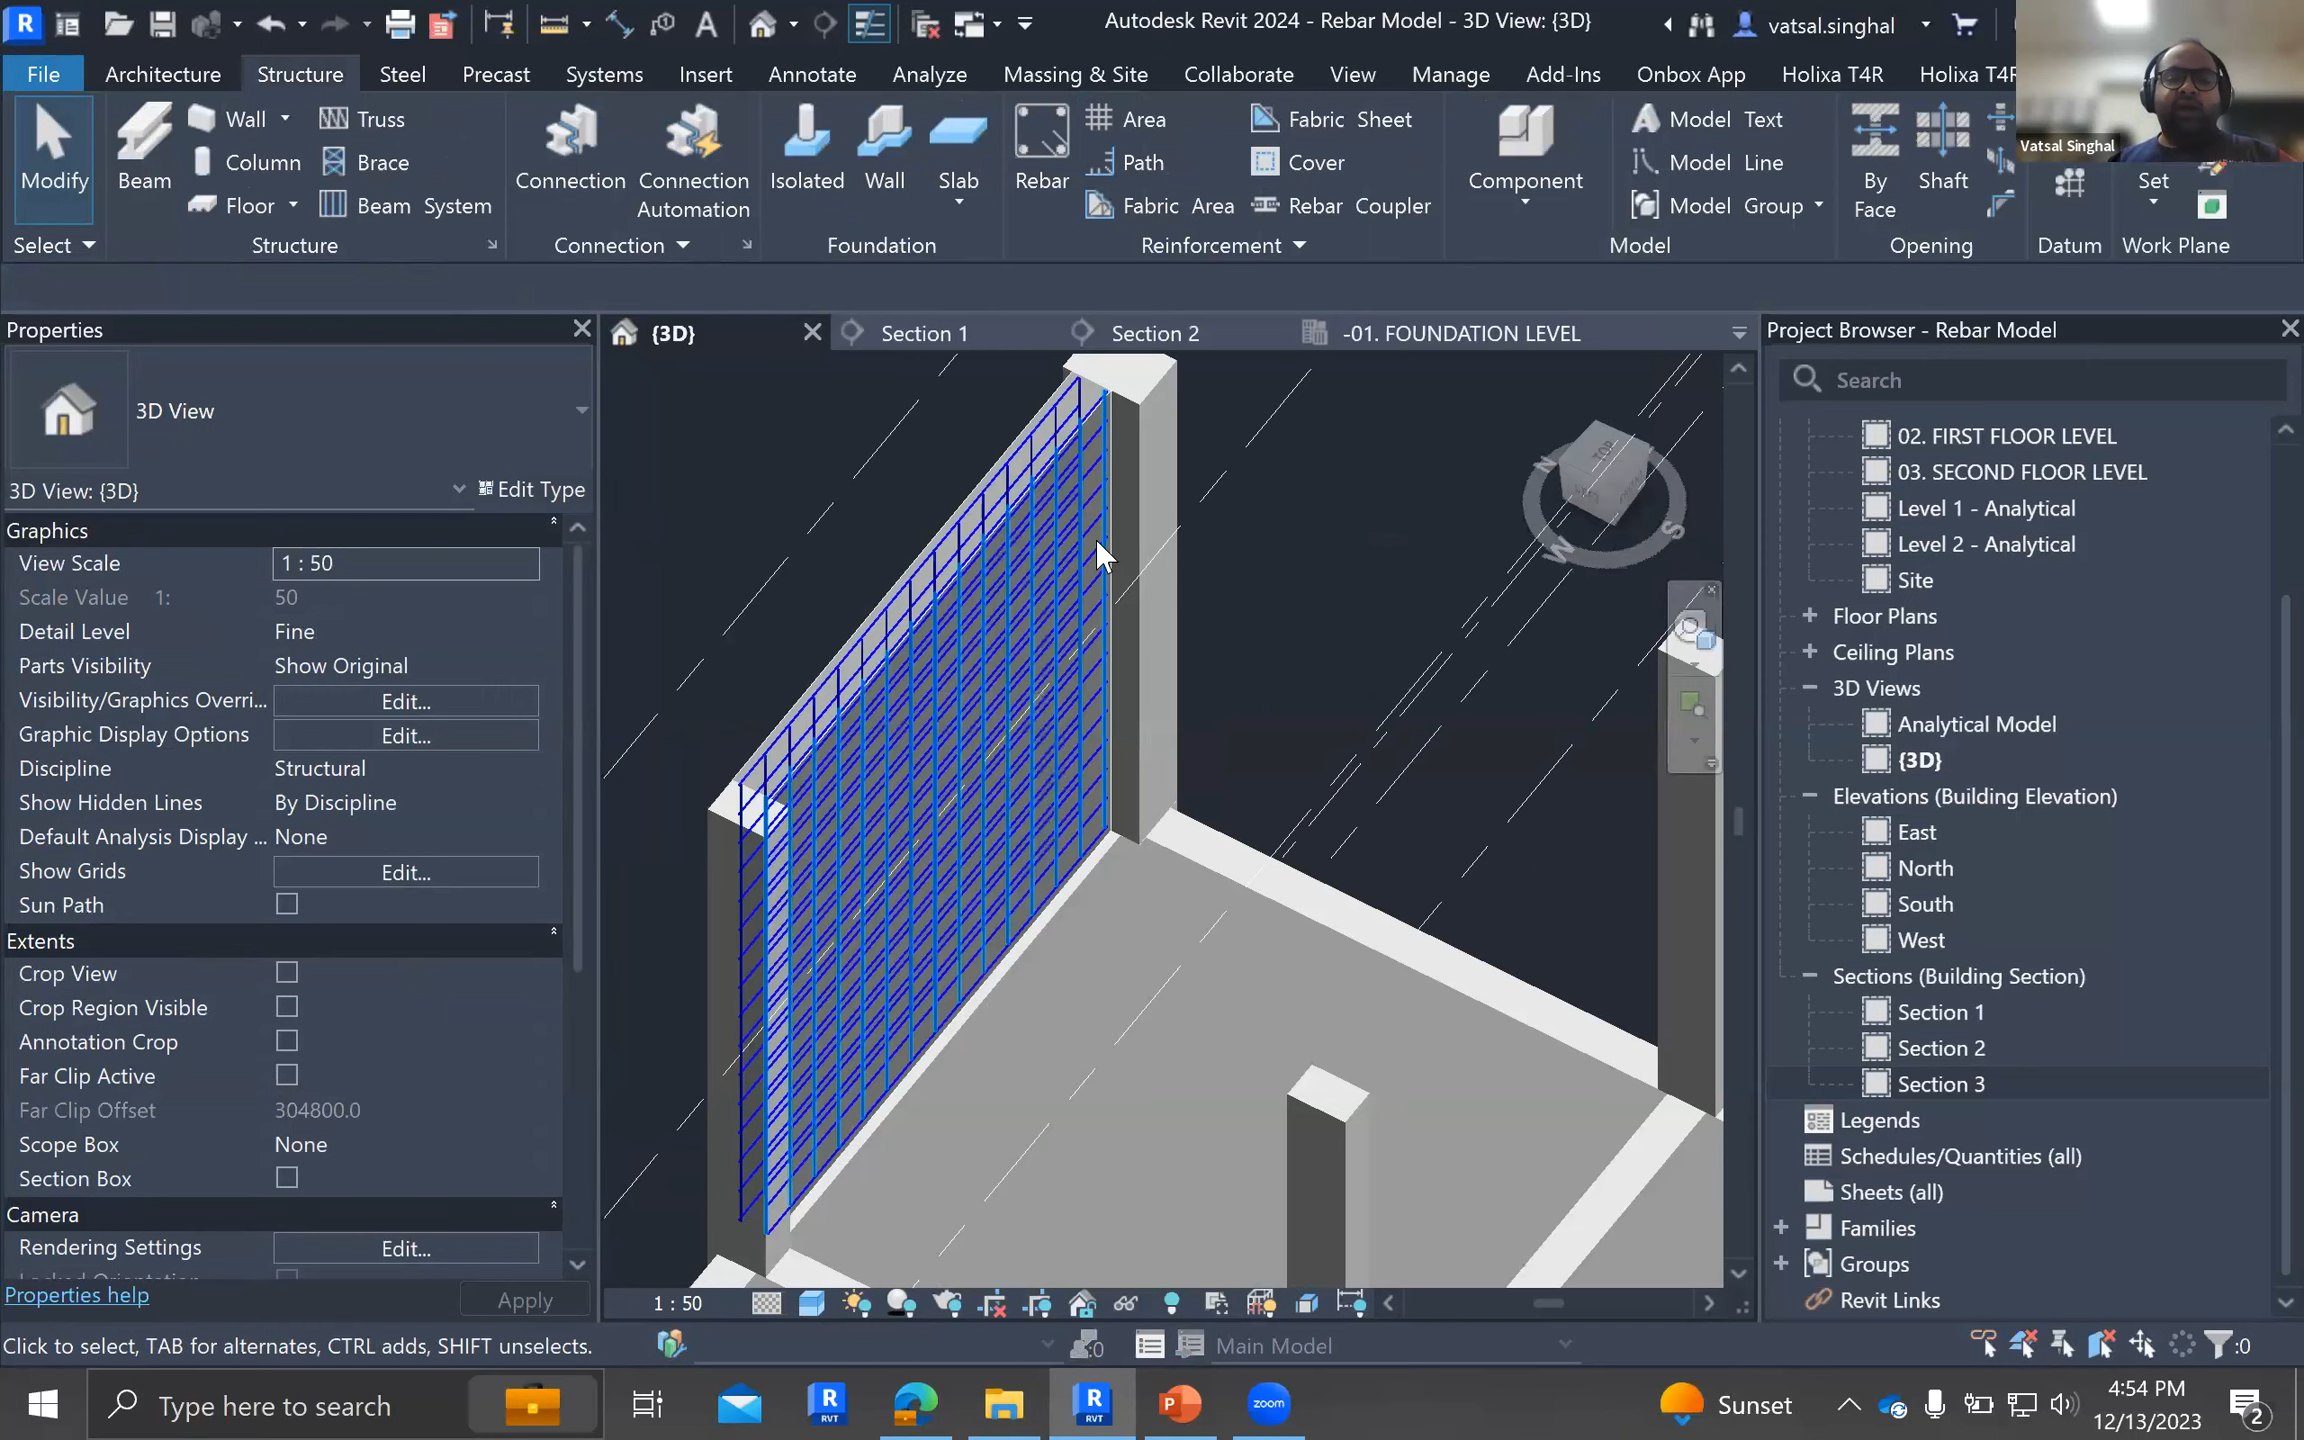 Autodesk Revit 2024 - Rebar Model - 3D View: {3D}
vatsal.singhal
File Architecture Structure Steel Precast Systems Insert Annotate Analyze Massing & Site Collaborate View Manage Add-Ins Onbox App Holixa T4R Holixa T4R
Vatsal Singhal
Modify
Select
Beam
Wall
Column
Floor
Truss
Brace
Beam System
Structure
Connection
Connection Automation
Connection
Isolated
Wall
Slab
Foundation
Rebar
Area
Path
Fabric Area
Fabric Sheet
Cover
Rebar Coupler
Reinforcement
Component
Model Text
Model Line
Model Group
Model
By Face
Shaft
Opening
Datum
Set
Work Plane
Properties
3D View
3D View: {3D}
Edit Type
Graphics
View Scale 1 : 50
Scale Value 1: 50
Detail Level Fine
Parts Visibility Show Original
Visibility/Graphics Overri... Edit...
Graphic Display Options Edit...
Discipline Structural
Show Hidden Lines By Discipline
Default Analysis Display ... None
Show Grids Edit...
Sun Path
Extents
Crop View
Crop Region Visible
Annotation Crop
Far Clip Active
Far Clip Offset 304800.0
Scope Box None
Section Box
Camera
Rendering Settings Edit...
Properties help
Apply
{3D} Section 1 Section 2 -01. FOUNDATION LEVEL
TOP
N
S
W
1 : 50
Project Browser - Rebar Model
Search
02. FIRST FLOOR LEVEL
03. SECOND FLOOR LEVEL
Level 1 - Analytical
Level 2 - Analytical
Site
Floor Plans
Ceiling Plans
3D Views
Analytical Model
{3D}
Elevations (Building Elevation)
East
North
South
West
Sections (Building Section)
Section 1
Section 2
Section 3
Legends
Schedules/Quantities (all)
Sheets (all)
Families
Groups
Revit Links
Click to select, TAB for alternates, CTRL adds, SHIFT unselects.
:0
Main Model
:0
Type here to search
R
RVT
R
RVT
P
zoom
Sunset
4:54 PM
12/13/2023
2